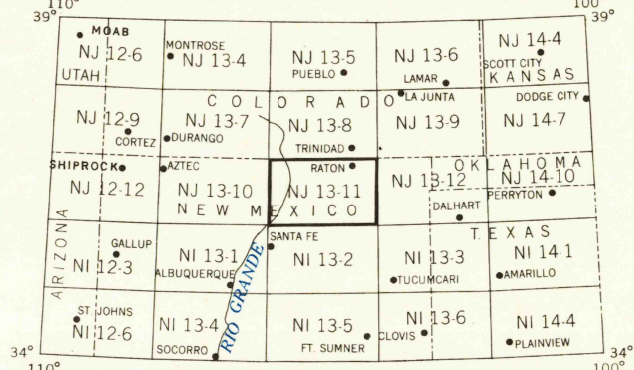 110°
100°
39°
39°
MOAB
NJ 12-6
UTAH
MONTROSE
NJ 13-4
NJ 13-5
PUEBLO
NJ 13-6
LAMAR
NJ 14-4
SCOTT CITY
KANSAS
COLORADO
LA JUNTA
DODGE CITY
NJ 12-9
CORTEZ
NJ 13-7
DURANGO
NJ 13-8
TRINIDAD
NJ 13-9
NJ 14-7
SHIPROCK
AZTEC
RATON
OKLAHOMA
NJ 12-12
NJ 13-10
NJ 13-11
NJ 13-12
NJ 14-10
PERRYTON
NEW MEXICO
DALHART
TEXAS
ARIZONA
GALLUP
NI 12-3
NI 13-1
ALBUQUERQUE
SANTA FE
NI 13-2
NI 13-3
TUCUMCARI
NI 14-1
AMARILLO
RIO GRANDE
ST. JOHNS
NI 12-6
NI 13-4
SOCORRO
NI 13-5
FT. SUMNER
NI 13-6
CLOVIS
NI 14-4
PLAINVIEW
34°
34°
110°
100°